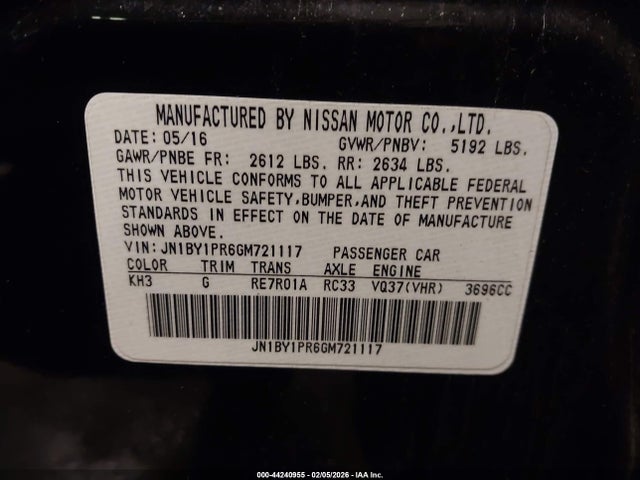 MANUFACTURED BY NISSAN MOTOR CO.,LTD.
DATE: 05/16 GVWR/PNBV: 5192 LBS.
GAWR/PNBE FR: 2612 LBS. RR: 2634 LBS.
THIS VEHICLE CONFORMS TO ALL APPLICABLE FEDERAL
MOTOR VEHICLE SAFETY,BUMPER,AND THEFT PREVENTION
STANDARDS IN EFFECT ON THE DATE OF MANUFACTURE
SHOWN ABOVE.
VIN: JN1BY1PR6GM721117 PASSENGER CAR
COLOR TRIM TRANS AXLE ENGINE
KH3 G RE7R01A RC33 VQ37(VHR) 3696CC
JN1BY1PR6GM721117
000-44240955 - 02/05/2026 - IAA Inc.